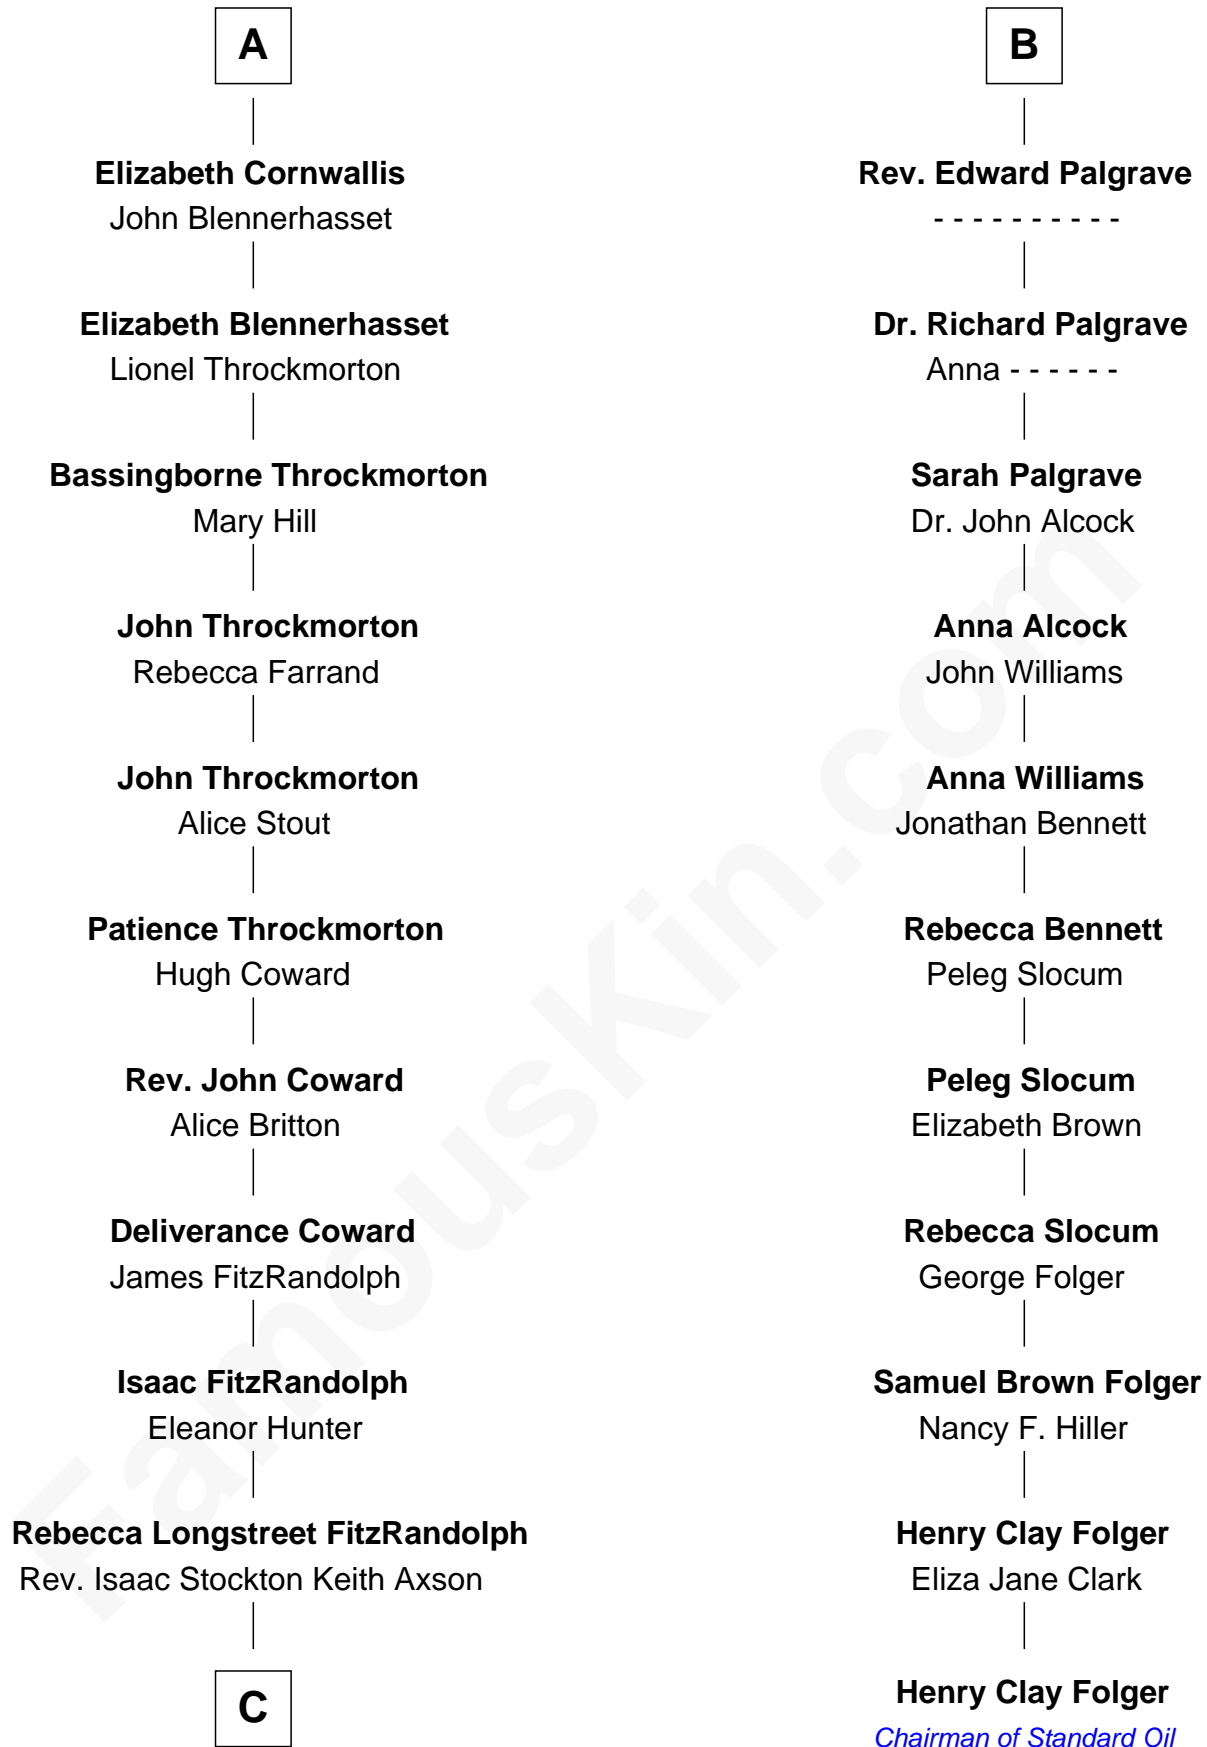 A
Elizabeth Cornwallis
John Blennerhasset
Elizabeth Blennerhasset
Lionel Throckmorton
Bassingborne Throckmorton
Mary Hill
John Throckmorton
Rebecca Farrand
John Throckmorton
Alice Stout
Patience Throckmorton
Hugh Coward
Rev. John Coward
Alice Britton
Deliverance Coward
James FitzRandolph
Isaac FitzRandolph
Eleanor Hunter
Rebecca Longstreet FitzRandolph
Rev. Isaac Stockton Keith Axson
C
B
Rev. Edward Palgrave
- - - - - - - - - -
Dr. Richard Palgrave
Anna - - - - - -
Sarah Palgrave
Dr. John Alcock
Anna Alcock
John Williams
Anna Williams
Jonathan Bennett
Rebecca Bennett
Peleg Slocum
Peleg Slocum
Elizabeth Brown
Rebecca Slocum
George Folger
Samuel Brown Folger
Nancy F. Hiller
Henry Clay Folger
Eliza Jane Clark
Henry Clay Folger
Chairman of Standard Oil
FamousKin.com